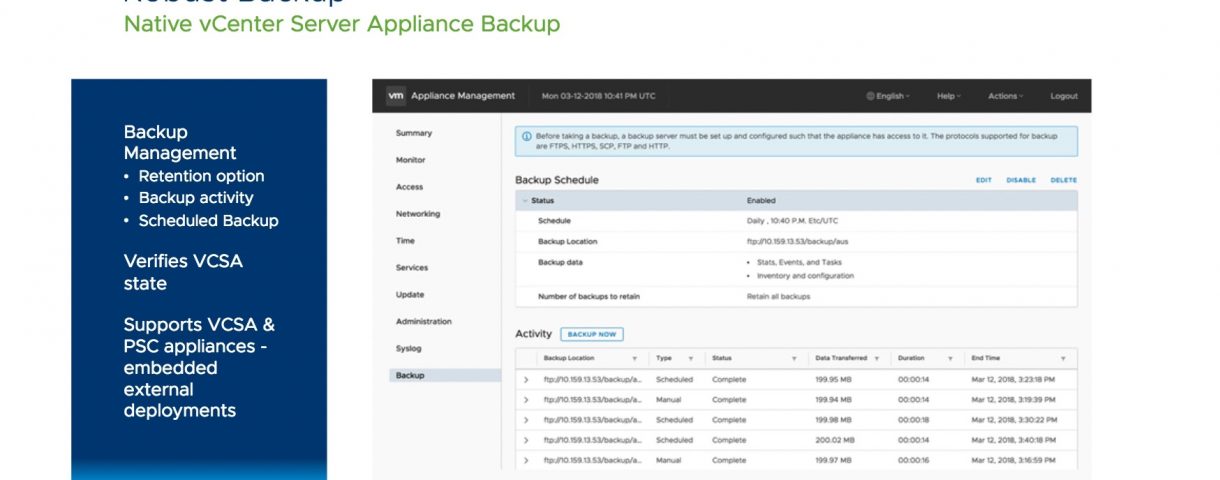 Robust Backup
Native vCenter Server Appliance Backup
Backup
Management
• Retention option
• Backup activity
• Scheduled Backup
Verifies VCSA
state
Supports VCSA &
PSC appliances -
embedded
external
deployments
vm Appliance Management Mon 03-12-2018 10:41 PM UTC English Help Actions Logout
Summary
Monitor
Access
Networking
Time
Services
Update
Administration
Syslog
Backup
Before taking a backup, a backup server must be set up and configured such that the appliance has access to it. The protocols supported for backup
are FTPS, HTTPS, SCP, FTP and HTTP.
Backup Schedule EDIT DISABLE DELETE
Status Enabled
Schedule Daily , 10:40 P.M. Etc/UTC
Backup Location ftp://10.159.13.53/backup/aus
Backup data • Stats, Events, and Tasks
• Inventory and configuration
Number of backups to retain Retain all backups
Activity BACKUP NOW
Backup Location Type Status Data Transferred Duration End Time
ftp://10.159.13.53/backup/a... Scheduled Complete 199.95 MB 00:00:14 Mar 12, 2018, 3:23:18 PM
ftp://10.159.13.53/backup/a... Manual Complete 199.94 MB 00:00:14 Mar 12, 2018, 3:19:39 PM
ftp://10.159.13.53/backup/a... Scheduled Complete 199.98 MB 00:00:18 Mar 12, 2018, 3:30:22 PM
ftp://10.159.13.53/backup/a... Scheduled Complete 200.02 MB 00:00:14 Mar 12, 2018, 3:40:18 PM
ftp://10.159.13.53/backup/a... Manual Complete 199.97 MB 00:00:16 Mar 12, 2018, 3:16:59 PM